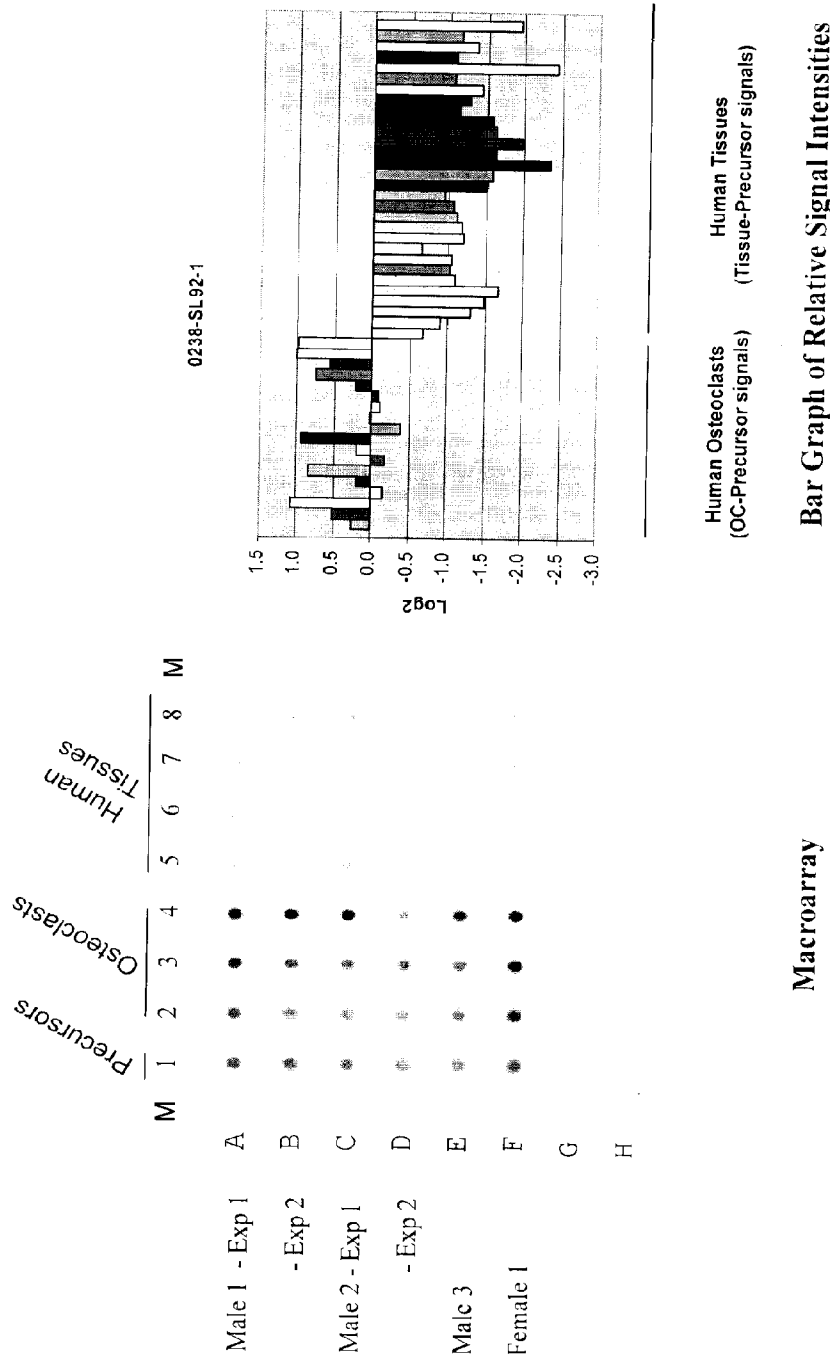 Precursors
Osteoclasts
Human
Tissues
M 1 2 3 4 5 6 7 8 M
Male 1 - Exp 1 A
- Exp 2 B
Male 2 - Exp 1 C
- Exp 2 D
Male 3 E
Female 1 F
G
H
Macroarray
0238-SL92-1
Log2
1.5
1.0
0.5
0.0
-0.5
-1.0
-1.5
-2.0
-2.5
-3.0
Human Osteoclasts
(OC-Precursor signals)
Human Tissues
(Tissue-Precursor signals)
Bar Graph of Relative Signal Intensities